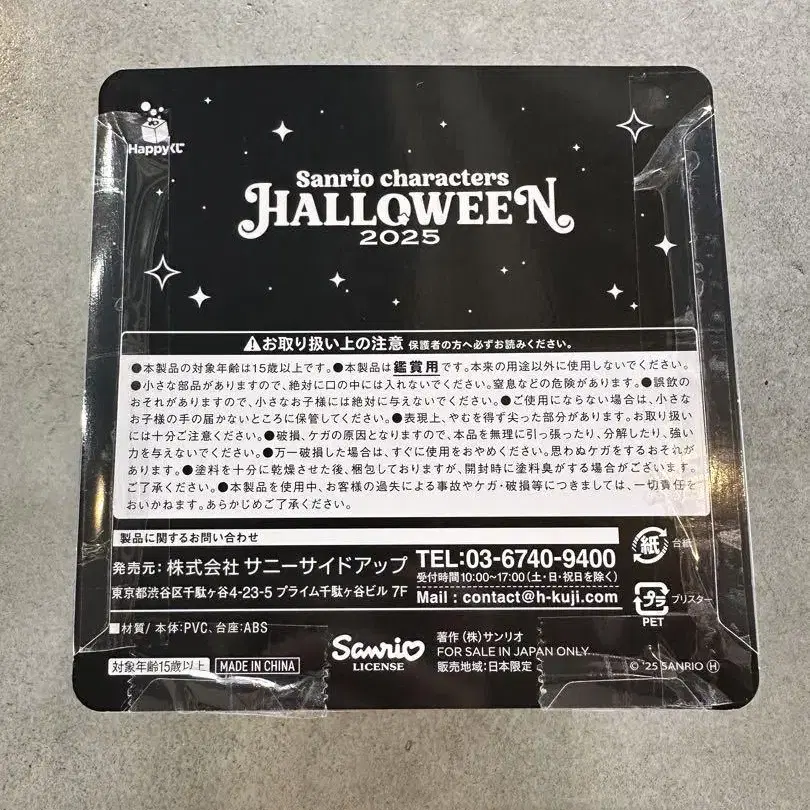 Happyくじ
Sanrio characters
HALLOWEEN
2025
⚠お取り扱い上の注意 保護者の方へ必ずお読みください。
●本製品の対象年齢は15歳以上です。●本製品は鑑賞用です。本来の用途以外に使用しないでください。
●小さな部品がありますので、絶対に口の中には入れないでください。窒息などの危険があります。●誤飲の
おそれがありますので、小さなお子様には絶対に与えないでください。●ご使用にならない場合は、小さな
お子様の手の届かないところに保管してください。●表現上、やむを得ず尖った部分があります。お取り扱い
には十分ご注意ください。●破損、ケガの原因となりますので、本品を無理に引っ張ったり、分解したり、強い
力を与えないでください。●万一破損した場合は、すぐに使用をおやめください。思わぬケガをするおそれが
あります。●塗料を十分に乾燥させた後、梱包しておりますが、開封時に塗料臭がする場合がございます。
ご了承ください。●本製品を使用中、お客様の過失による事故やケガ・破損等につきましては、一切責任を
おいかねます。あらかじめご了承ください。
製品に関するお問い合わせ
発売元: 株式会社 サニーサイドアップ
東京都渋谷区千駄ヶ谷4-23-5 プライム千駄ヶ谷ビル 7F
TEL:03-6740-9400
受付時間10:00~17:00(土・日・祝日を除く)
Mail : contact@h-kuji.com
紙 台紙
プラ ブリスター
PET
■材質/ 本体:PVC、台座:ABS
対象年齢15歳以上
MADE IN CHINA
Sanrio
LICENSE
著作 (株)サンリオ
FOR SALE IN JAPAN ONLY
販売地域:日本限定
© '25 SANRIO Ⓗ